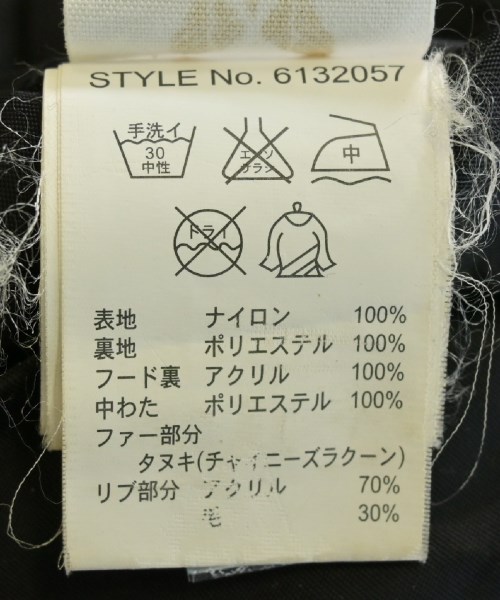 STYLE No. 6132057
手洗イ
30
中性
エンソ
サラシ
中
ドライ
表地 ナイロン 100%
裏地 ポリエステル 100%
フード裏 アクリル 100%
中わた ポリエステル 100%
ファー部分
タヌキ(チャイニーズラクーン)
リブ部分 アクリル 70%
毛 30%